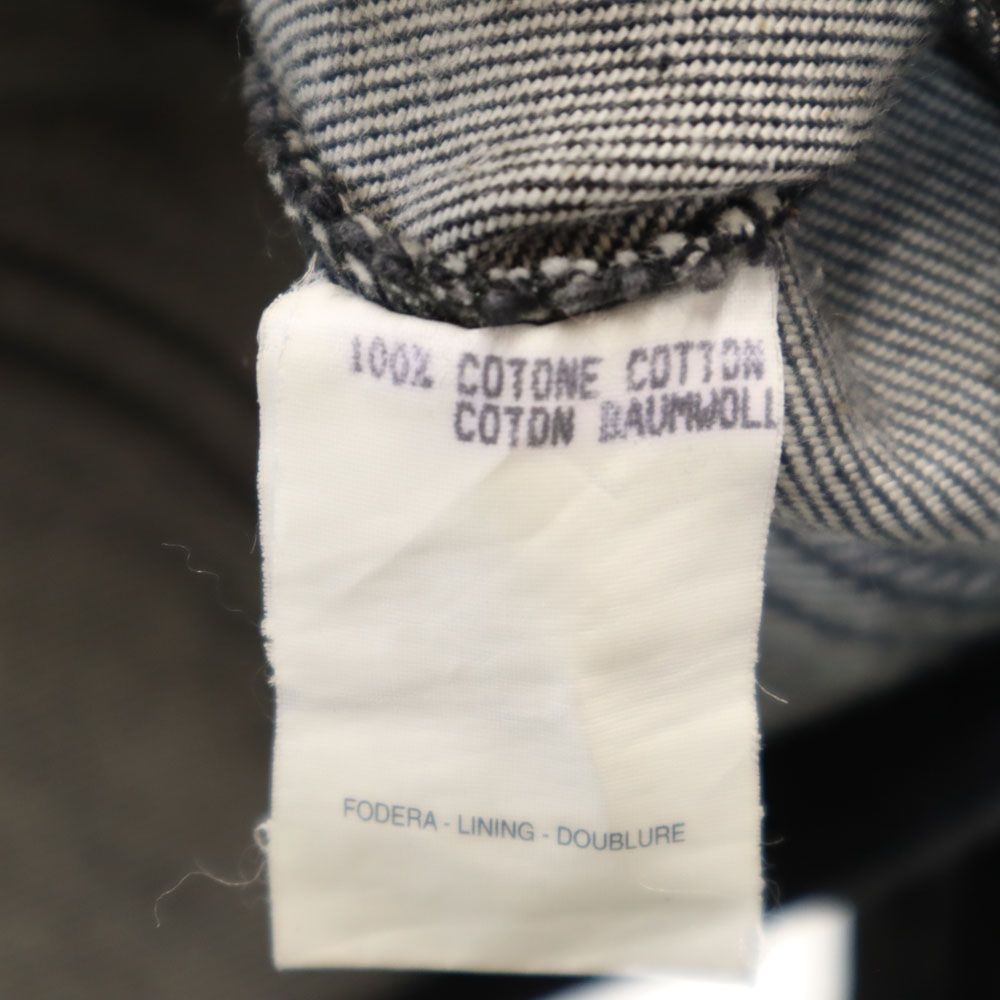 100% COTONE COTTON
COTON BAUMWOLL
FODERA - LINING - DOUBLURE